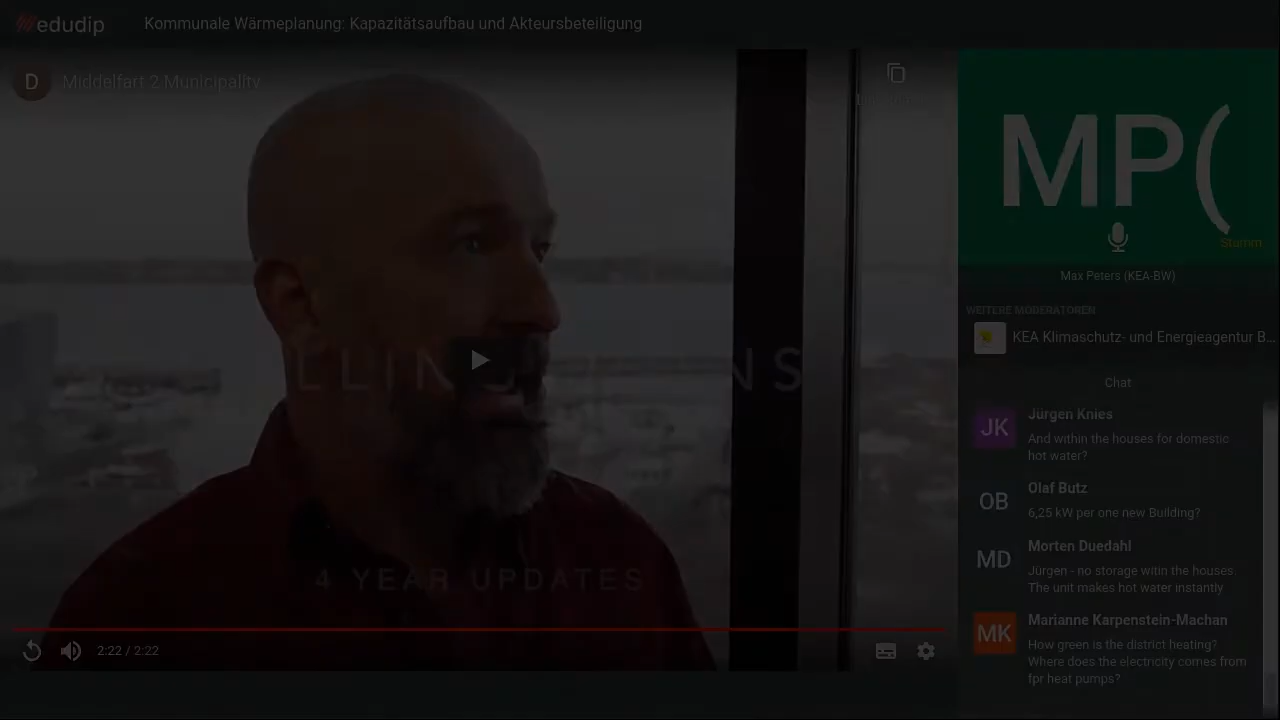 edudip
Kommunale Wärmeplanung: Kapazitätsaufbau und Akteursbeteiligung
D
Middelfart 2 Municipality
MP(
Stumm
Max Peters (KEA-BW)
WEITERE MODERATOREN
KEA Klimaschutz- und Energieagentur B...
Chat
JK
Jürgen Knies
And within the houses for domestic
hot water?
OB
Olaf Butz
6,25 kW per one new Building?
MD
Morten Duedahl
Jürgen - no storage witin the houses.
The unit makes hot water instantly
MK
Marianne Karpenstein-Machan
How green is the district heating?
Where does the electricity comes from
fpr heat pumps?
4 YEAR UPDATES
2:22 / 2:22